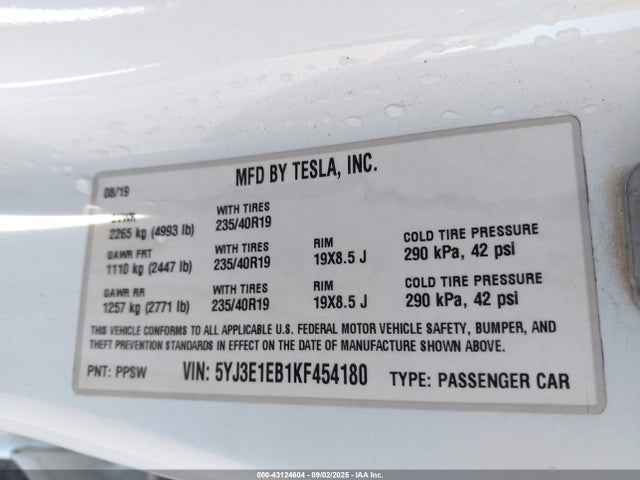 MFD BY TESLA, INC.
08/19
2265 kg (4993 lb) WITH TIRES 235/40R19
GAWR FRT 1110 kg (2447 lb) WITH TIRES 235/40R19 RIM 19X8.5 J COLD TIRE PRESSURE 290 kPa, 42 psi
GAWR RR 1257 kg (2771 lb) WITH TIRES 235/40R19 RIM 19X8.5 J COLD TIRE PRESSURE 290 kPa, 42 psi
THIS VEHICLE CONFORMS TO ALL APPLICABLE U.S. FEDERAL MOTOR VEHICLE SAFETY, BUMPER, AND
THEFT PREVENTION STANDARDS IN EFFECT ON THE DATE OF MANUFACTURE SHOWN ABOVE.
PNT: PPSW VIN: 5YJ3E1EB1KF454180 TYPE: PASSENGER CAR
000-43124604 - 09/02/2025 - IAA Inc.